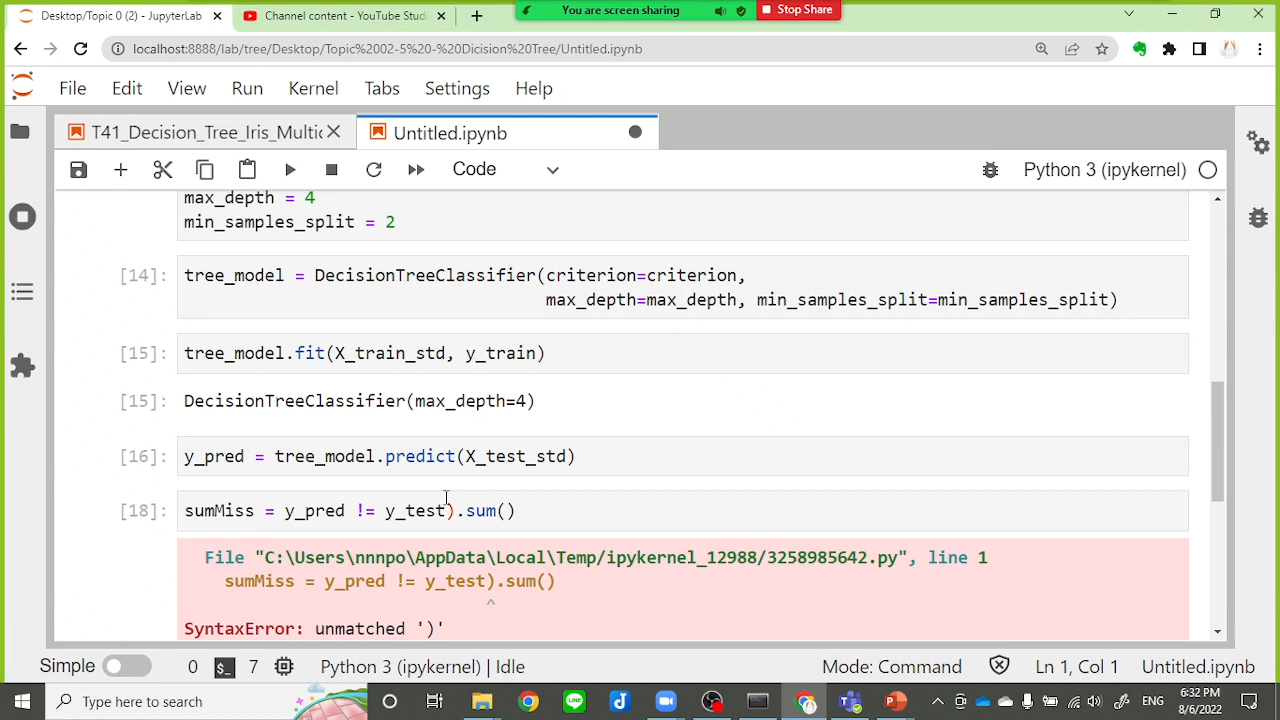 Desktop/Topic 0 (2) - JupyterLab
Channel content - YouTube Studi
You are screen sharing
Stop Share
localhost:8888/lab/tree/Desktop/Topic%2002-5%20-%20Dicision%20Tree/Untitled.ipynb
File Edit View Run Kernel Tabs Settings Help
T41_Decision_Tree_Iris_Multic
Untitled.ipynb
Code
Python 3 (ipykernel)
max_depth = 4
min_samples_split = 2
[14]: tree_model = DecisionTreeClassifier(criterion=criterion,
max_depth=max_depth, min_samples_split=min_samples_split)
[15]: tree_model.fit(X_train_std, y_train)
[15]: DecisionTreeClassifier(max_depth=4)
[16]: y_pred = tree_model.predict(X_test_std)
[18]: sumMiss = y_pred != y_test).sum()
File "C:\Users\nnnpo\AppData\Local\Temp/ipykernel_12988/3258985642.py", line 1
sumMiss = y_pred != y_test).sum()
^
SyntaxError: unmatched ')'
Simple 0 $_ 7 Python 3 (ipykernel) | Idle Mode: Command Ln 1, Col 1 Untitled.ipynb
Type here to search
ENG
6:32 PM
8/6/2022